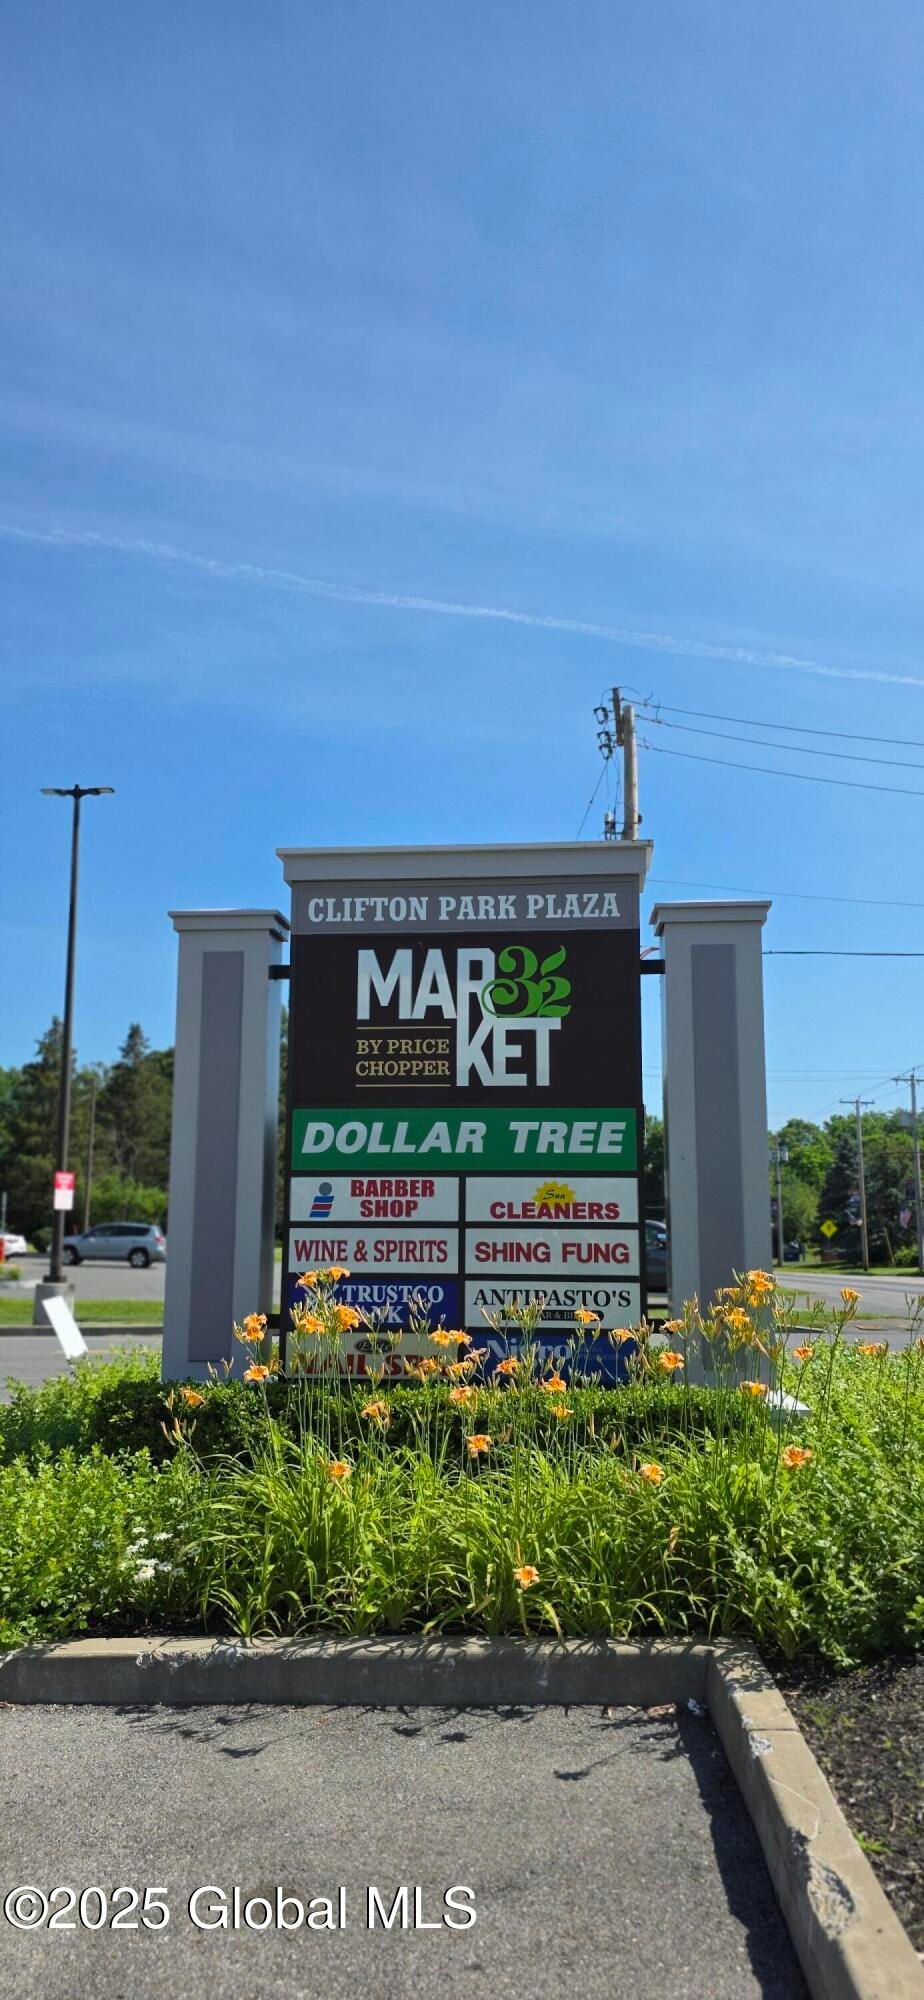 CLIFTON PARK PLAZA
MAR32
KET
BY PRICE
CHOPPER
DOLLAR TREE
BARBER
SHOP
Sun
CLEANERS
WINE & SPIRITS
SHING FUNG
TRUSTCO
ANTIPASTO'S
©2025 Global MLS